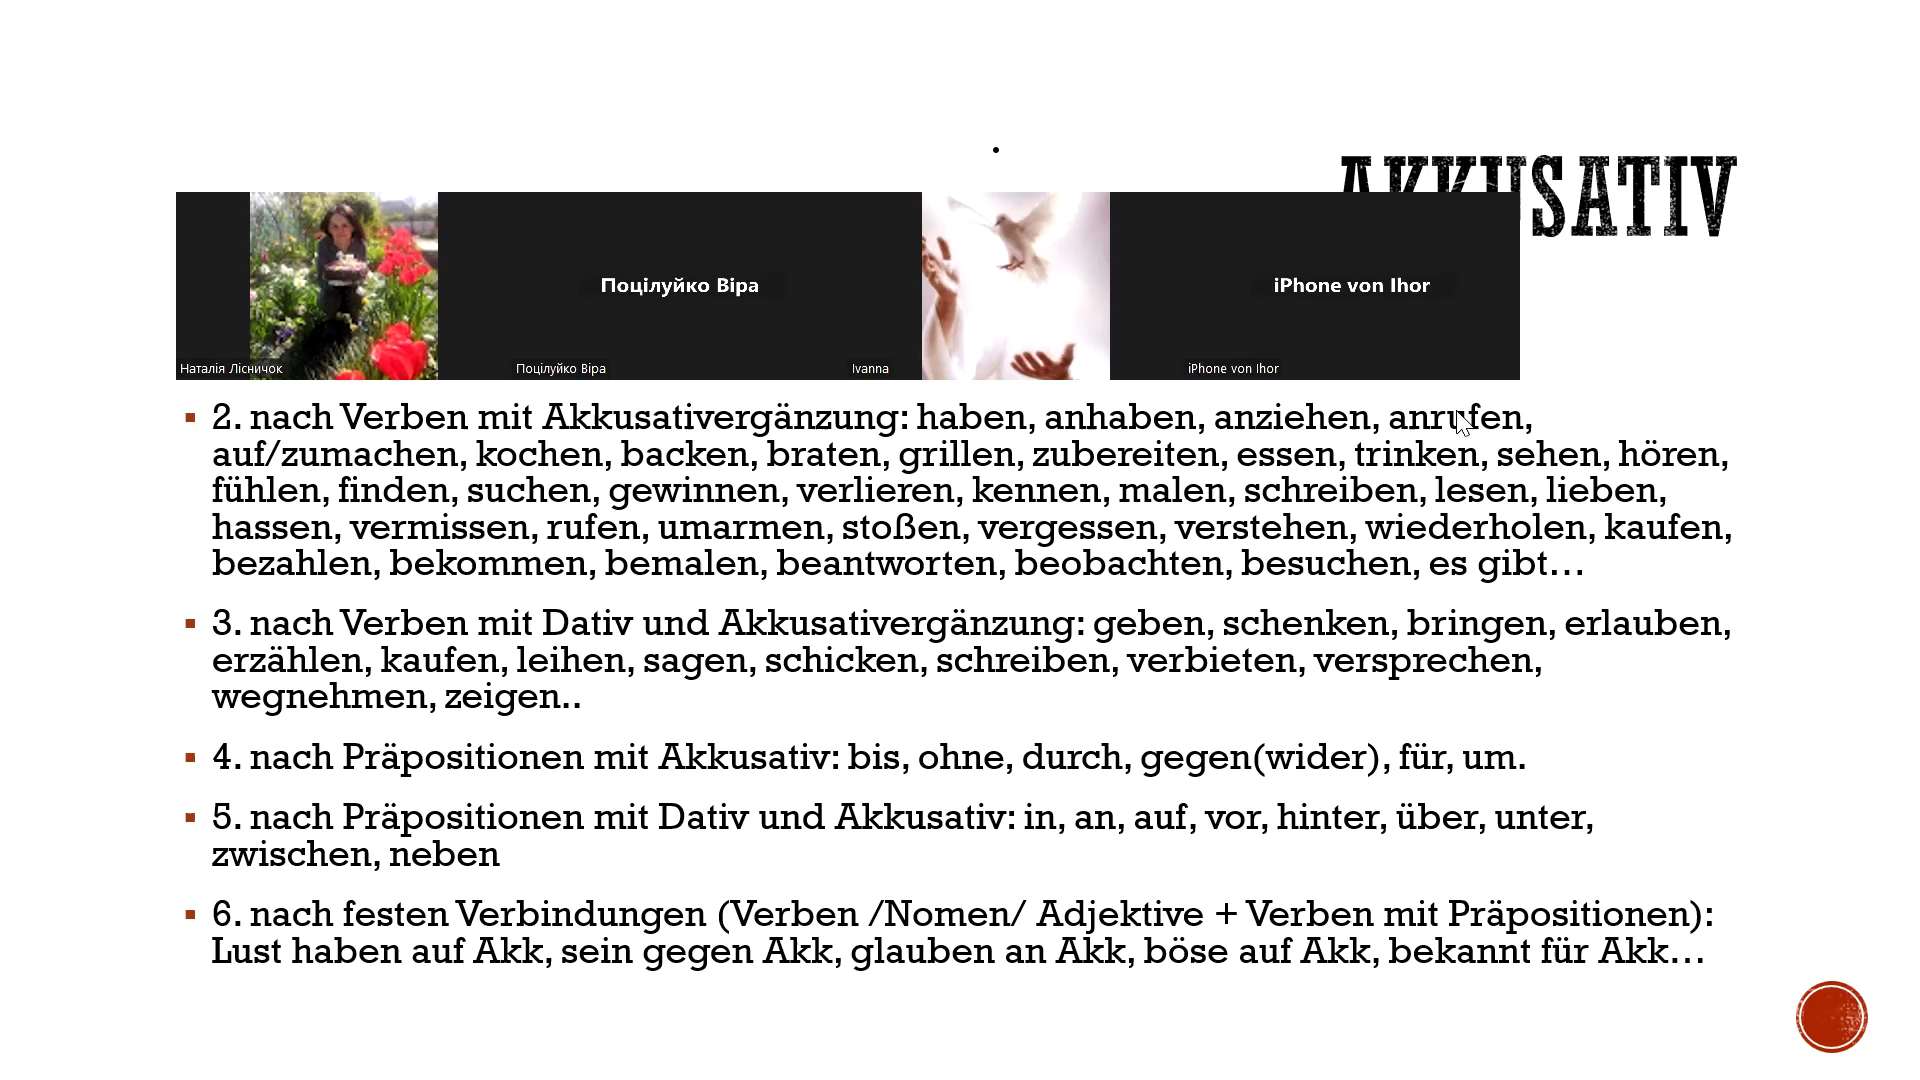 AKKUSATIV
Поцілуйко Віра
iPhone von Ihor
Наталія Лісничок
Поцілуйко Віра
Ivanna
iPhone von Ihor
▪ 2. nach Verben mit Akkusativergänzung: haben, anhaben, anziehen, anrufen,
auf/zumachen, kochen, backen, braten, grillen, zubereiten, essen, trinken, sehen, hören,
fühlen, finden, suchen, gewinnen, verlieren, kennen, malen, schreiben, lesen, lieben,
hassen, vermissen, rufen, umarmen, stoßen, vergessen, verstehen, wiederholen, kaufen,
bezahlen, bekommen, bemalen, beantworten, beobachten, besuchen, es gibt…
▪ 3. nach Verben mit Dativ und Akkusativergänzung: geben, schenken, bringen, erlauben,
erzählen, kaufen, leihen, sagen, schicken, schreiben, verbieten, versprechen,
wegnehmen, zeigen..
▪ 4. nach Präpositionen mit Akkusativ: bis, ohne, durch, gegen(wider), für, um.
▪ 5. nach Präpositionen mit Dativ und Akkusativ: in, an, auf, vor, hinter, über, unter,
zwischen, neben
▪ 6. nach festen Verbindungen (Verben /Nomen/ Adjektive + Verben mit Präpositionen):
Lust haben auf Akk, sein gegen Akk, glauben an Akk, böse auf Akk, bekannt für Akk…